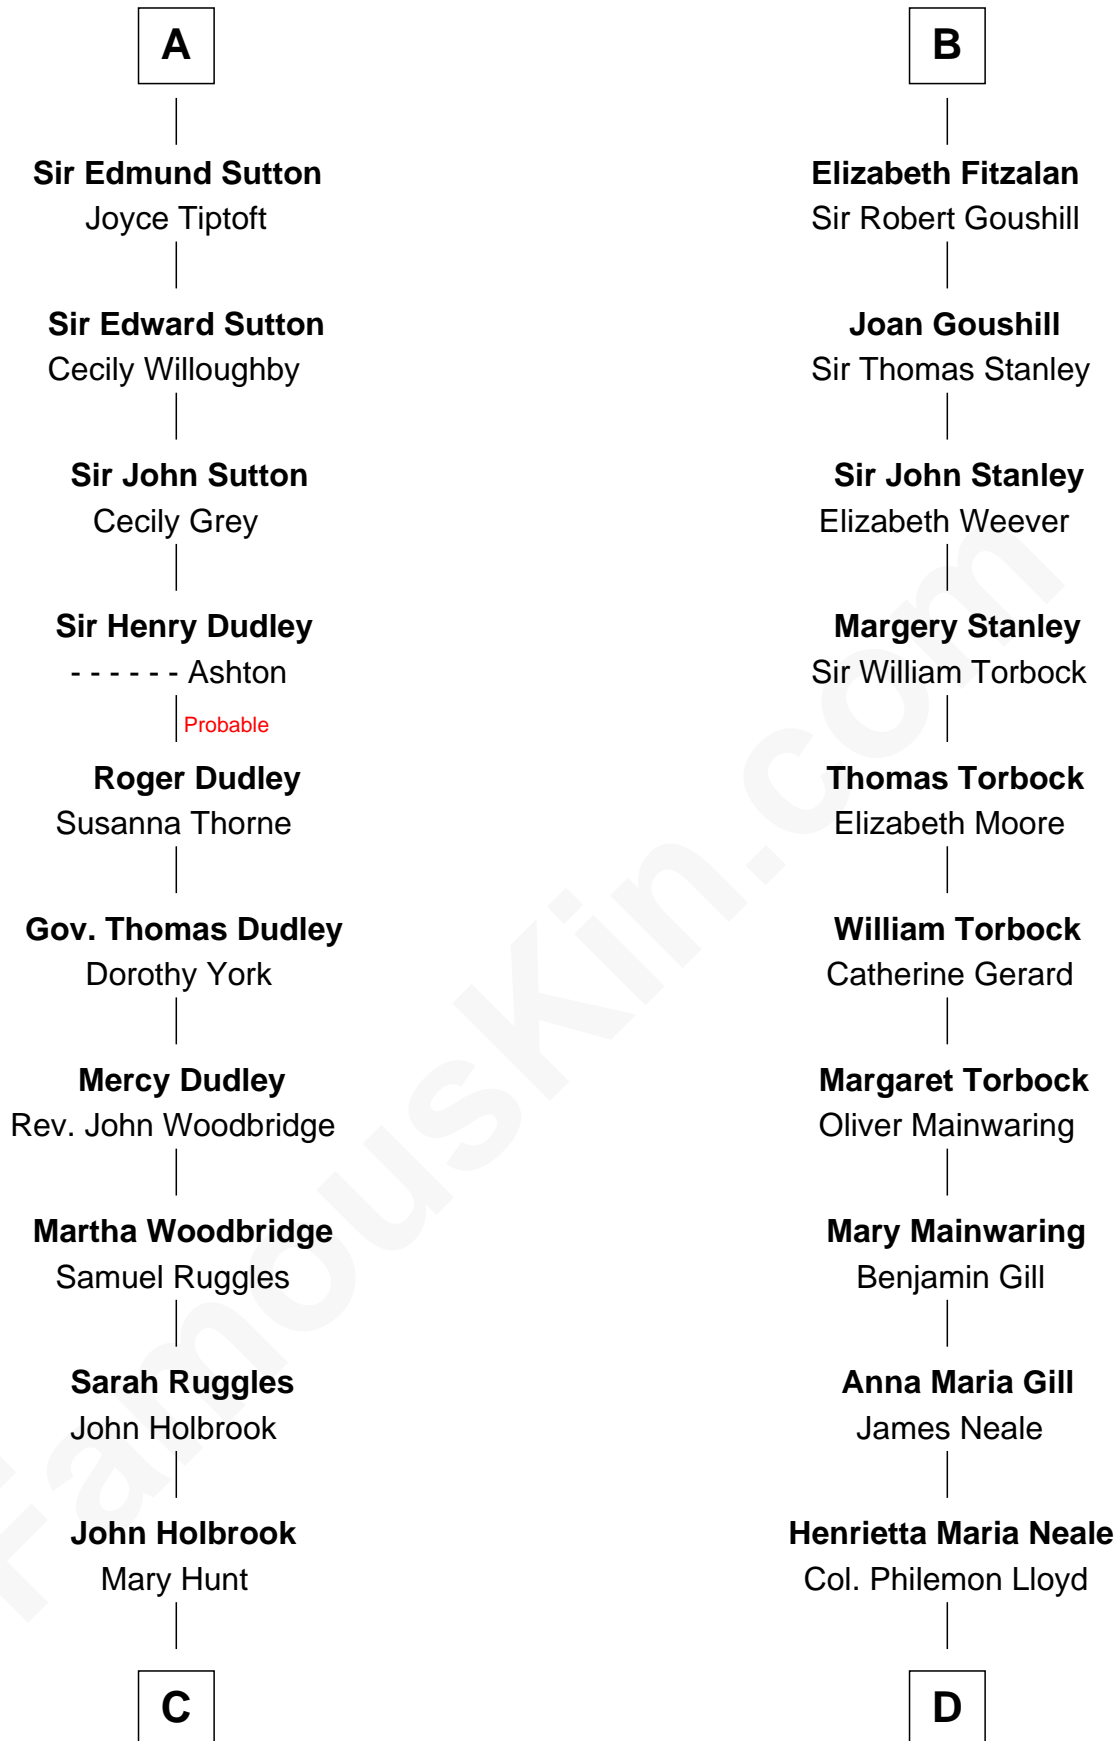 A
Sir Edmund Sutton
Joyce Tiptoft
Sir Edward Sutton
Cecily Willoughby
Sir John Sutton
Cecily Grey
Sir Henry Dudley
- - - - - - Ashton
Probable
Roger Dudley
Susanna Thorne
Gov. Thomas Dudley
Dorothy York
Mercy Dudley
Rev. John Woodbridge
Martha Woodbridge
Samuel Ruggles
Sarah Ruggles
John Holbrook
John Holbrook
Mary Hunt
C
B
Elizabeth Fitzalan
Sir Robert Goushill
Joan Goushill
Sir Thomas Stanley
Sir John Stanley
Elizabeth Weever
Margery Stanley
Sir William Torbock
Thomas Torbock
Elizabeth Moore
William Torbock
Catherine Gerard
Margaret Torbock
Oliver Mainwaring
Mary Mainwaring
Benjamin Gill
Anna Maria Gill
James Neale
Henrietta Maria Neale
Col. Philemon Lloyd
D
FamousKin.com